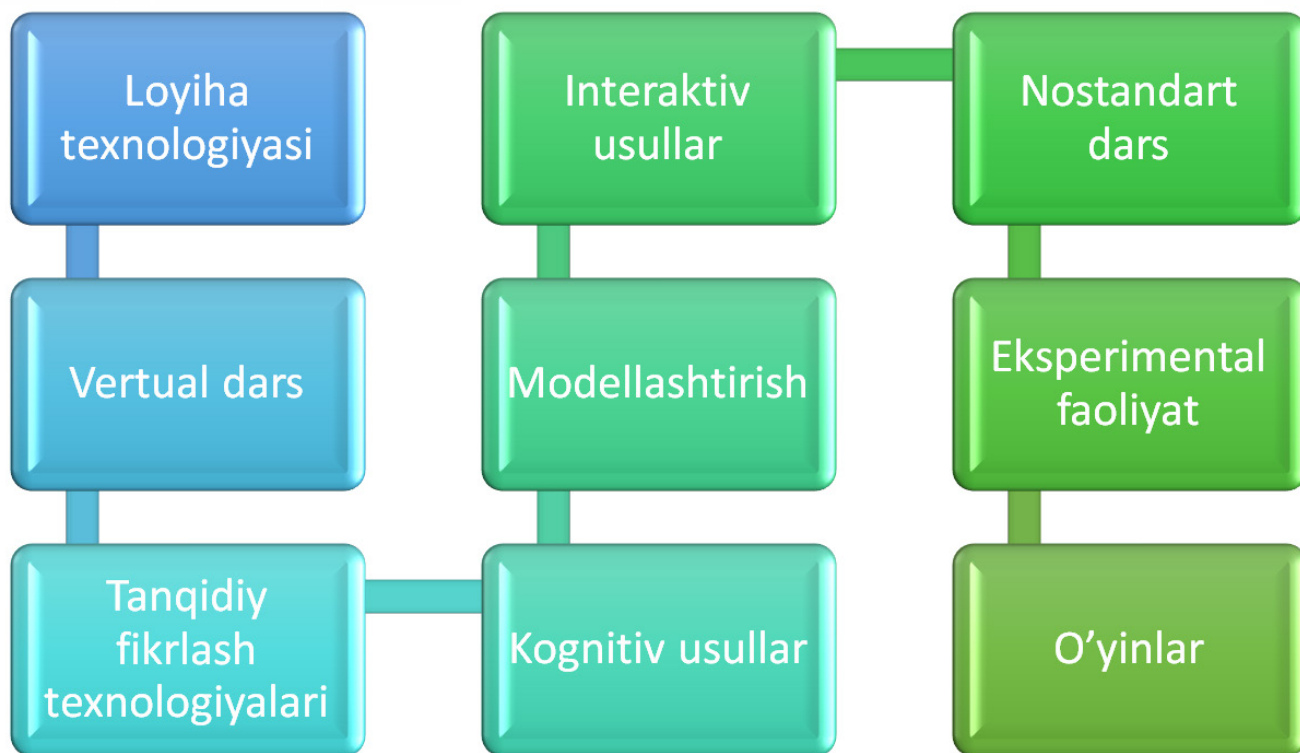 Loyiha
texnologiyasi
Vertual dars
Tanqidiy
fikrlash
texnologiyalari
Kognitiv usullar
Modellashtirish
Interaktiv
usullar
Nostandart
dars
Eksperimental
faoliyat
O’yinlar